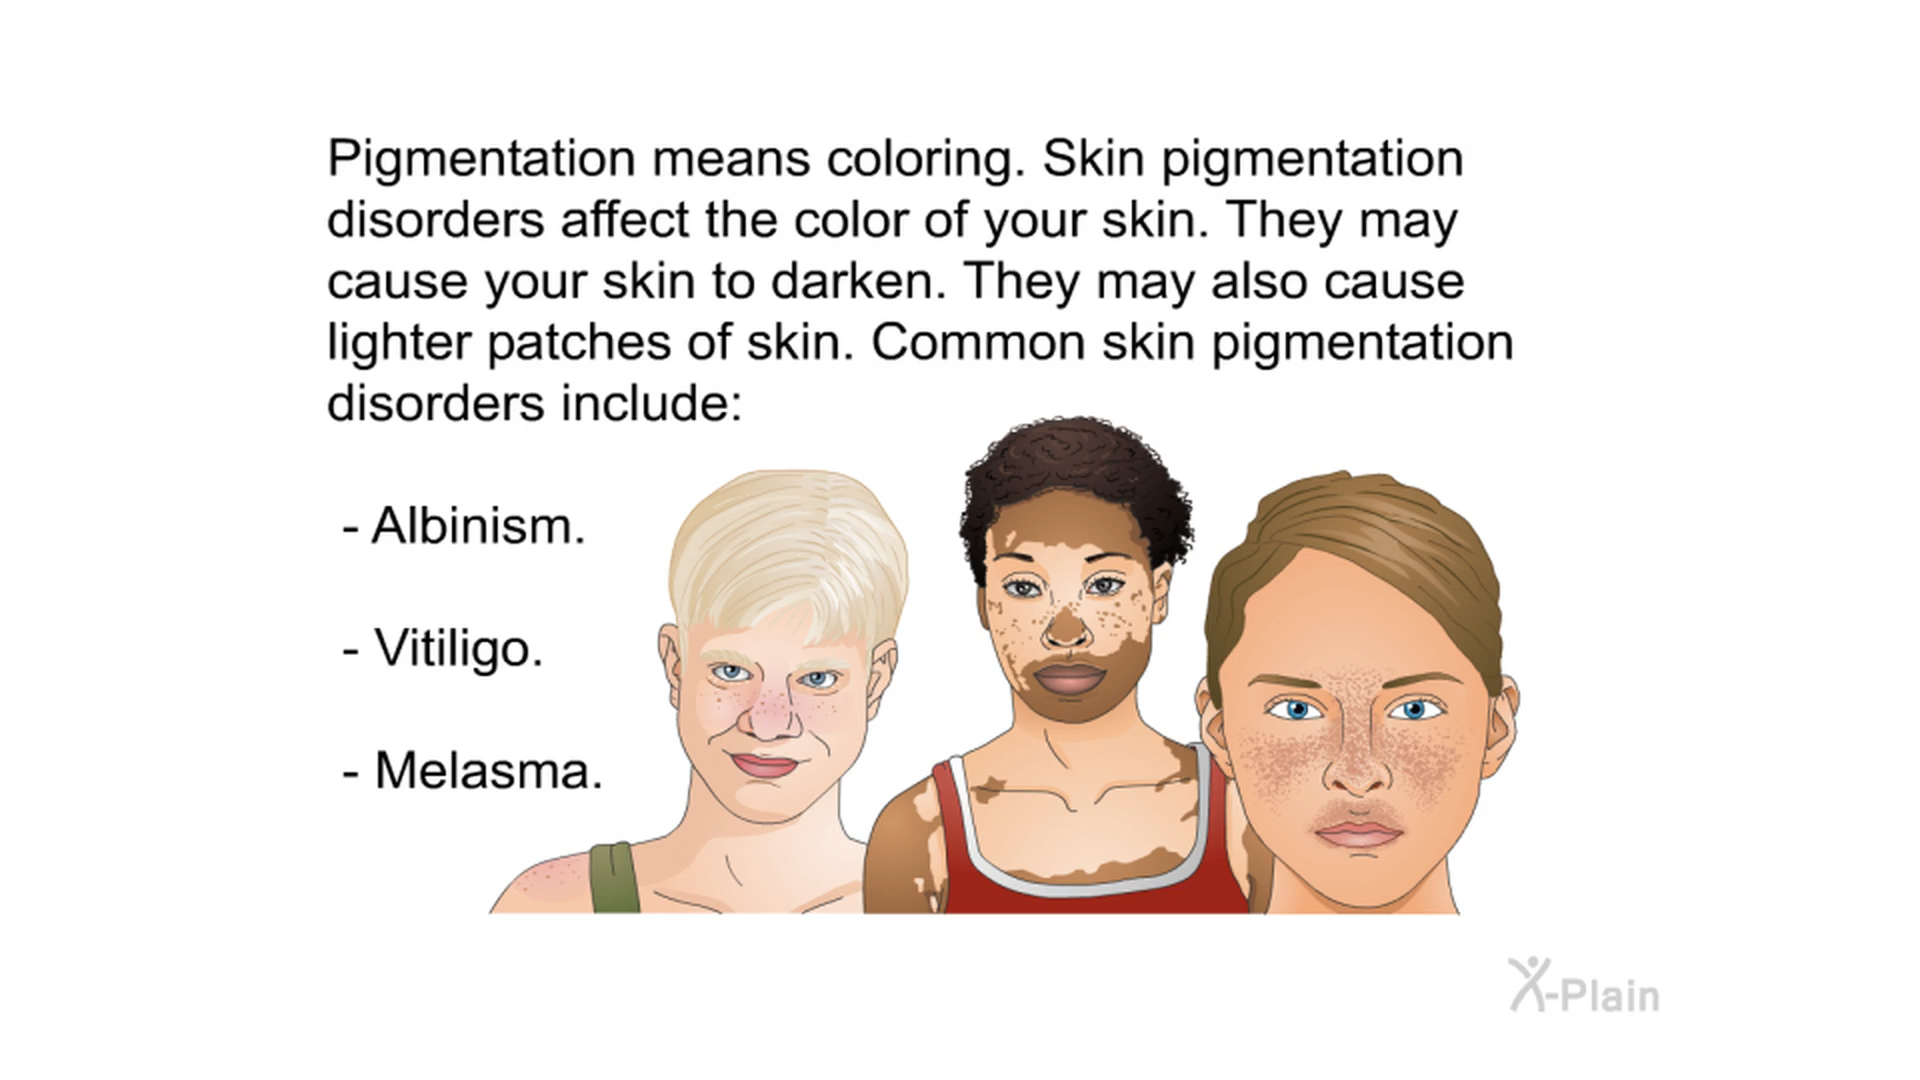 Pigmentation means coloring. Skin pigmentation
disorders affect the color of your skin. They may
cause your skin to darken. They may also cause
lighter patches of skin. Common skin pigmentation
disorders include:
- Albinism.
- Vitiligo.
- Melasma.
X-Plain